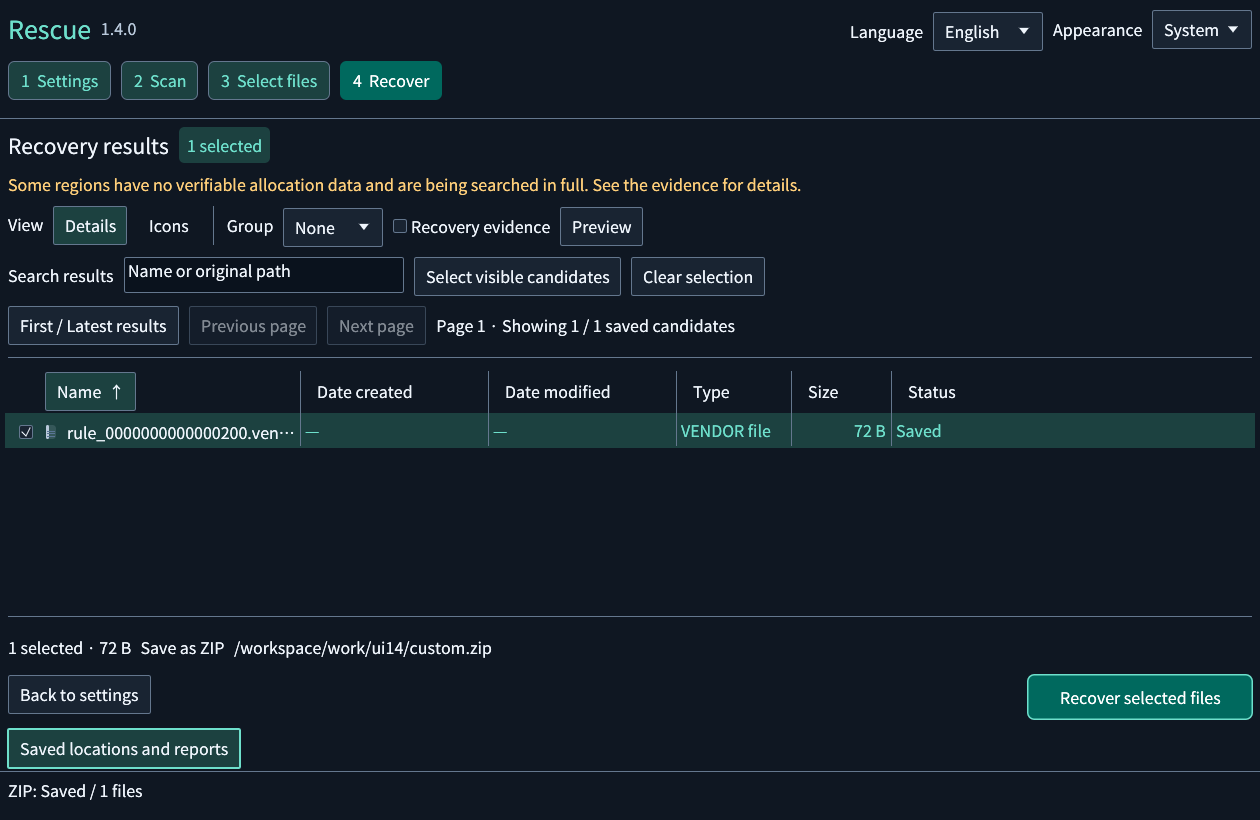 Rescue 1.4.0
Language English Appearance System
1 Settings 2 Scan 3 Select files 4 Recover
Recovery results 1 selected
Some regions have no verifiable allocation data and are being searched in full. See the evidence for details.
View Details Icons Group None Recovery evidence Preview
Search results Name or original path Select visible candidates Clear selection
First / Latest results Previous page Next page Page 1 · Showing 1 / 1 saved candidates
Name ↑ Date created Date modified Type Size Status
rule_0000000000000200.ven··· — — VENDOR file 72 B Saved
1 selected · 72 B Save as ZIP /workspace/work/ui14/custom.zip
Back to settings Recover selected files
Saved locations and reports
ZIP: Saved / 1 files